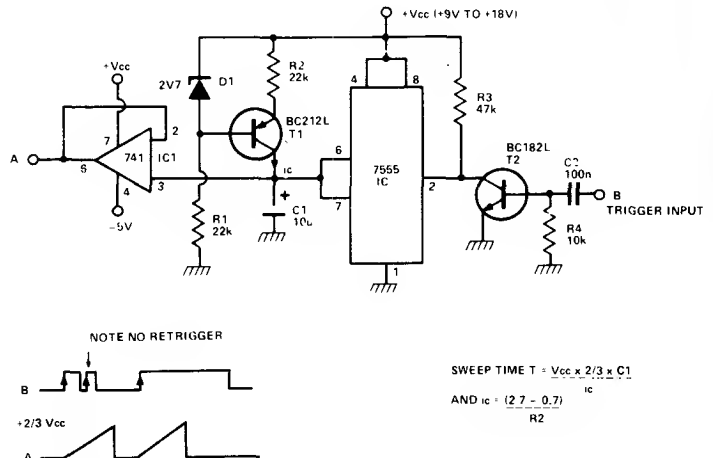 +Vcc (+9V TO +18V)
+Vcc
2V7
D1
R2
22k
4
8
R3
47k
BC212L
T1
7
2
A
6
741
IC1
4
3
-5V
ic
+
C1
10u
R1
22k
6
7
7555
IC
2
1
BC182L
T2
C2
100n
B
TRIGGER INPUT
R4
10k
NOTE NO RETRIGGER
B
+2/3 Vcc
A
SWEEP TIME T = Vcc x 2/3 x C1
ic
AND ic = (2.7 - 0.7)
R2